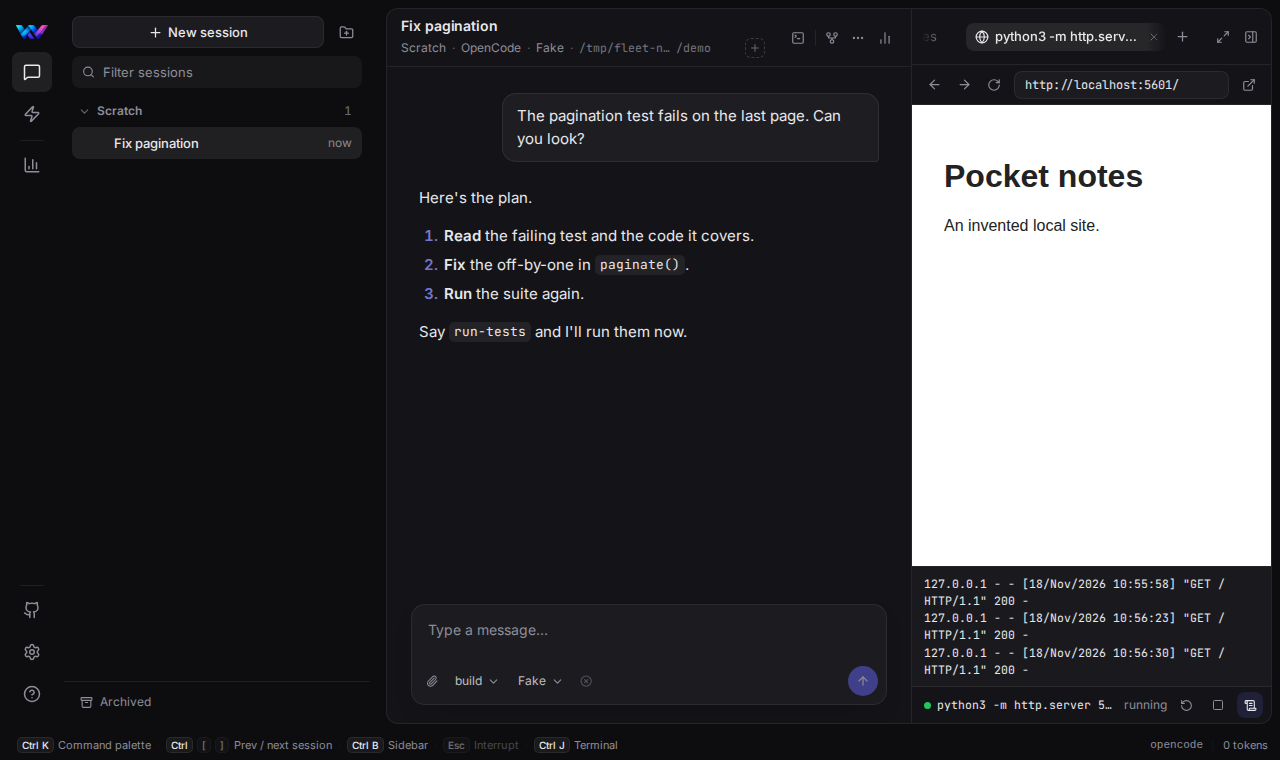 New session
Filter sessions
Scratch 1
Fix pagination now
Archived
Fix pagination
Scratch · OpenCode · Fake · /tmp/fleet-n… /demo
The pagination test fails on the last page. Can
you look?
Here's the plan.
1. Read the failing test and the code it covers.
2. Fix the off-by-one in paginate().
3. Run the suite again.
Say run-tests and I'll run them now.
Type a message...
build Fake
es python3 -m http.serv...
http://localhost:5601/
Pocket notes
An invented local site.
127.0.0.1 - - [18/Nov/2026 10:55:58] "GET /
HTTP/1.1" 200 -
127.0.0.1 - - [18/Nov/2026 10:56:23] "GET /
HTTP/1.1" 200 -
127.0.0.1 - - [18/Nov/2026 10:56:30] "GET /
HTTP/1.1" 200 -
python3 -m http.server 5… running
Ctrl K Command palette Ctrl [ ] Prev / next session Ctrl B Sidebar Esc Interrupt Ctrl J Terminal opencode 0 tokens